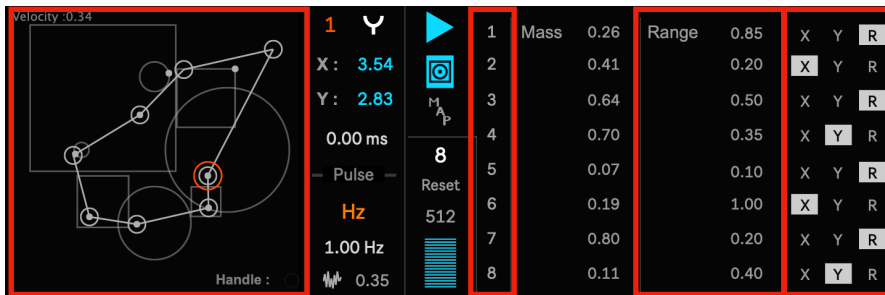 Velocity :0.34
Handle :
1
X : 3.54
Y : 2.83
0.00 ms
Pulse
Hz
1.00 Hz
0.35
MAP
8
Reset
512
1 Mass 0.26 Range 0.85 X Y R
2 0.41 0.20 X Y R
3 0.64 0.50 X Y R
4 0.70 0.35 X Y R
5 0.07 0.10 X Y R
6 0.19 1.00 X Y R
7 0.80 0.20 X Y R
8 0.11 0.40 X Y R